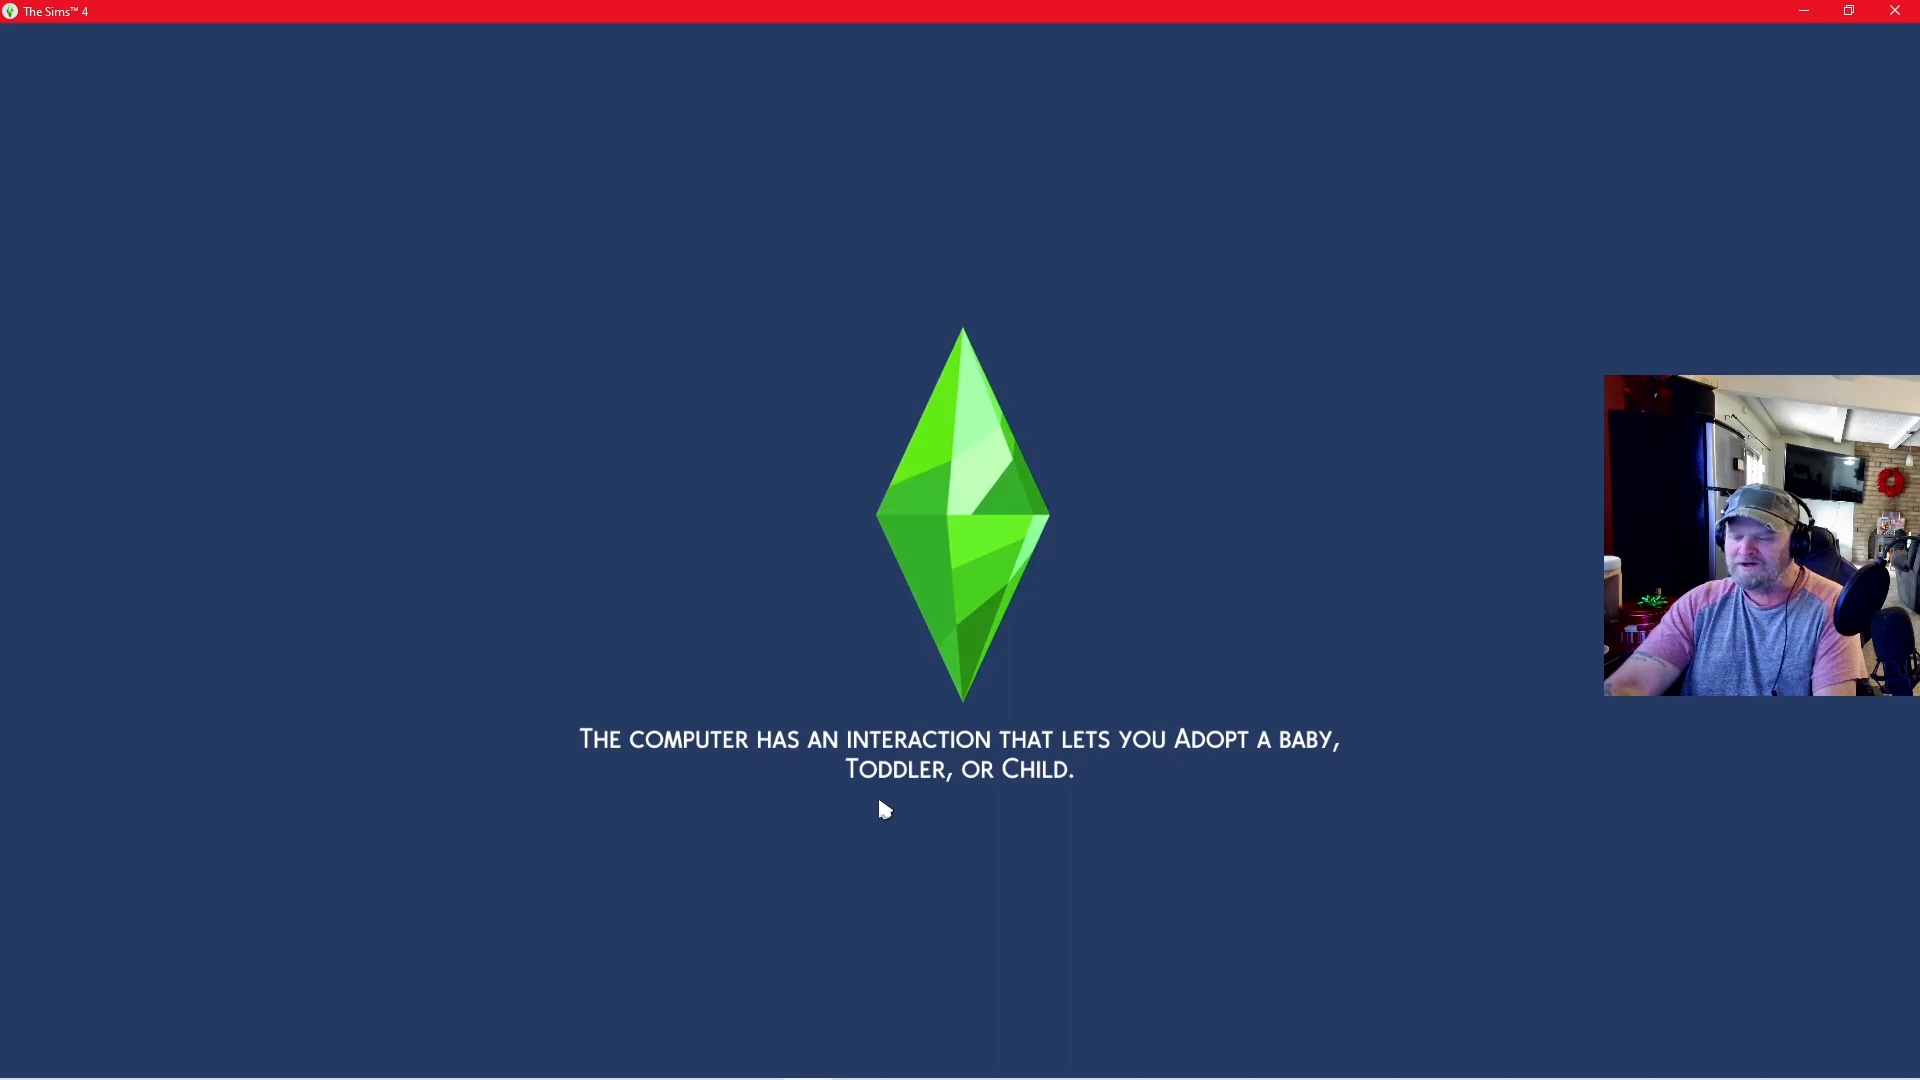 The Sims™ 4
The computer has an interaction that lets you Adopt a baby,
Toddler, or Child.